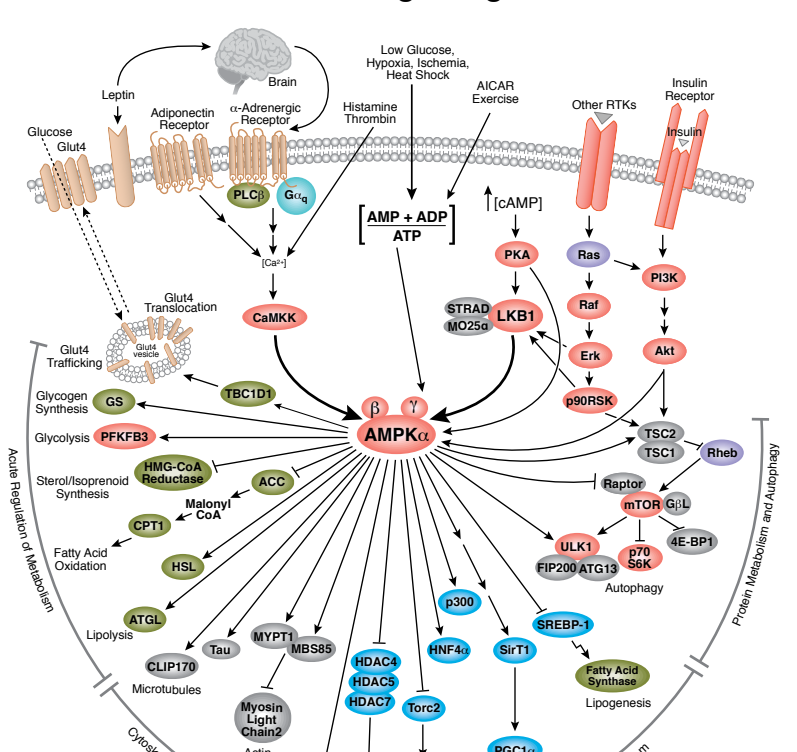 Low Glucose,
Hypoxia, Ischemia,
Heat Shock
Brain
Leptin
AICAR
Exercise
Insulin
Receptor
Adiponectin
Receptor
α-Adrenergic
Receptor
Histamine
Thrombin
Other RTKs
Glucose
Glut4
Insulin
PLCβ
Gαq
[AMP + ADP
ATP]
[cAMP]
[Ca2+]
PKA
Ras
PI3K
Glut4
Translocation
CaMKK
STRAD
MO25α
LKB1
Raf
Glut4
vesicle
Glut4
Trafficking
Erk
Akt
TBC1D1
Glycogen
Synthesis
GS
β
γ
p90RSK
Glycolysis
PFKFB3
AMPKα
TSC2
TSC1
Rheb
HMG-CoA
Reductase
Sterol/Isoprenoid
Synthesis
ACC
Malonyl
CoA
Raptor
mTOR
GβL
CPT1
Fatty Acid
Oxidation
4E-BP1
ULK1
FIP200
ATG13
p70
S6K
Autophagy
HSL
p300
ATGL
Lipolysis
SREBP-1
MYPT1
MBS85
Tau
HNF4α
SirT1
CLIP170
Microtubules
HDAC4
HDAC5
HDAC7
Fatty Acid
Synthase
Lipogenesis
Myosin
Light
Chain2
Torc2
Actin
PGC1α
Acute Regulation of Metabolism
Protein Metabolism and Autophagy